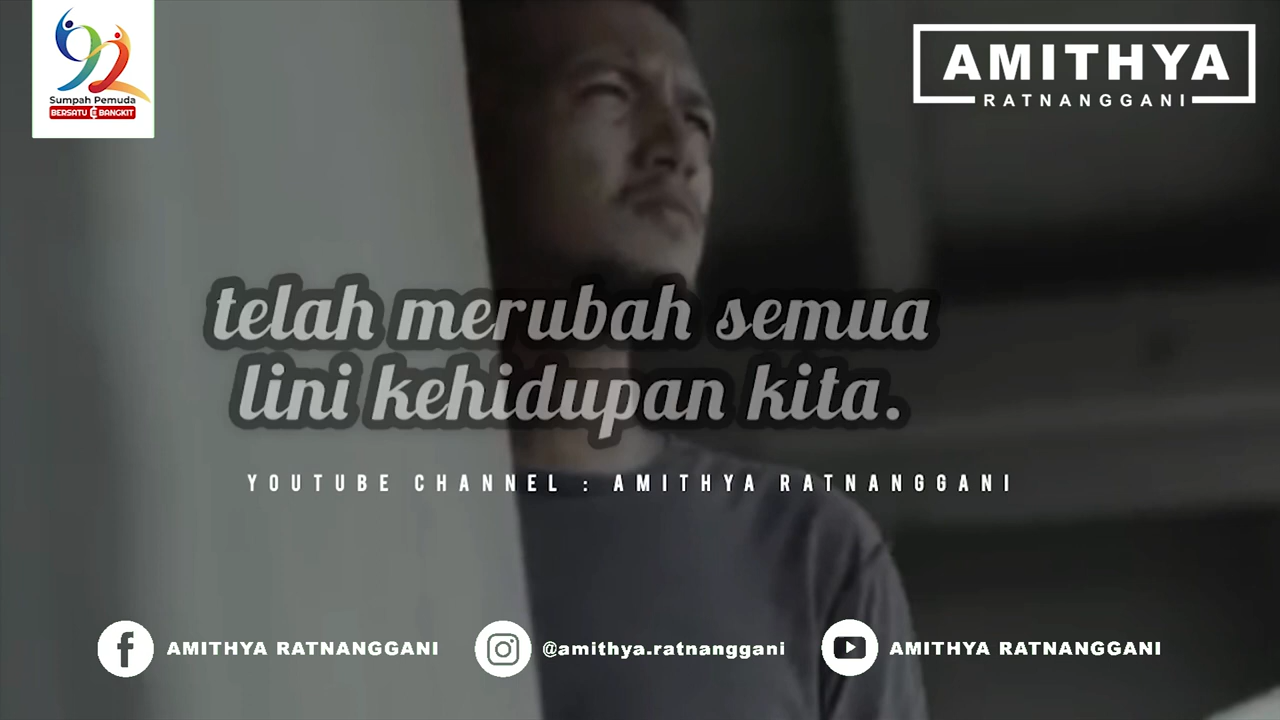 92
Sumpah Pemuda
BERSATU & BANGKIT
AMITHYA
RATNANGGANI
telah merubah semua
lini kehidupan kita.
YOUTUBE CHANNEL : AMITHYA RATNANGGANI
AMITHYA RATNANGGANI
@amithya.ratnanggani
AMITHYA RATNANGGANI